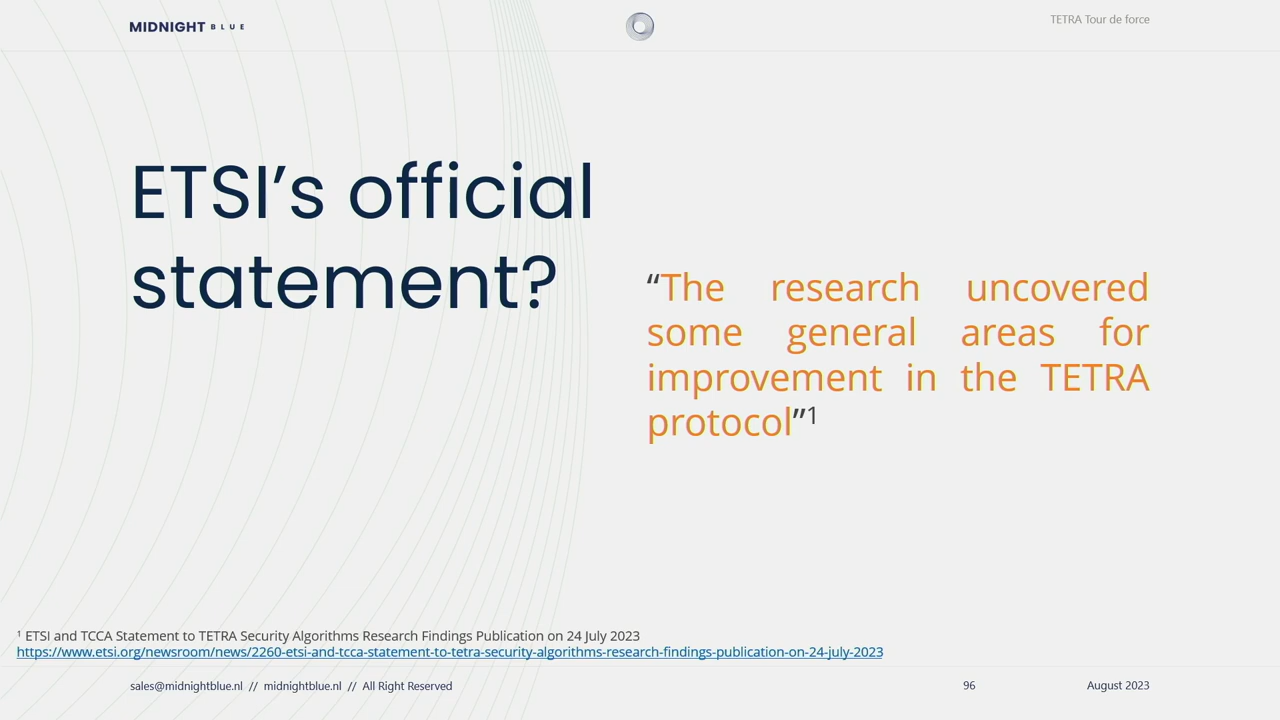 MIDNIGHT BLUE
TETRA Tour de force
ETSI’s official
statement?
“The research uncovered
some general areas for
improvement in the TETRA
protocol”¹
¹ ETSI and TCCA Statement to TETRA Security Algorithms Research Findings Publication on 24 July 2023
https://www.etsi.org/newsroom/news/2260-etsi-and-tcca-statement-to-tetra-security-algorithms-research-findings-publication-on-24-july-2023
sales@midnightblue.nl // midnightblue.nl // All Right Reserved
96
August 2023